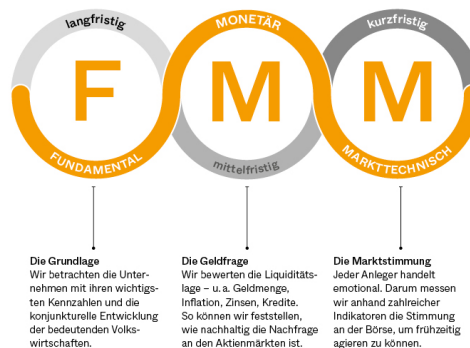 langfristig
MONETÄR
kurzfristig
F
M
M
FUNDAMENTAL
mittelfristig
MARKTTECHNISCH
Die Grundlage
Wir betrachten die Unter-
nehmen mit ihren wichtigs-
ten Kennzahlen und die
konjunkturelle Entwicklung
der bedeutenden Volks-
wirtschaften.
Die Geldfrage
Wir bewerten die Liquiditäts-
lage – u. a. Geldmenge,
Inflation, Zinsen, Kredite.
So können wir feststellen,
wie nachhaltig die Nachfrage
an den Aktienmärkten ist.
Die Marktstimmung
Jeder Anleger handelt
emotional. Darum messen
wir anhand zahlreicher
Indikatoren die Stimmung
an der Börse, um frühzeitig
agieren zu können.